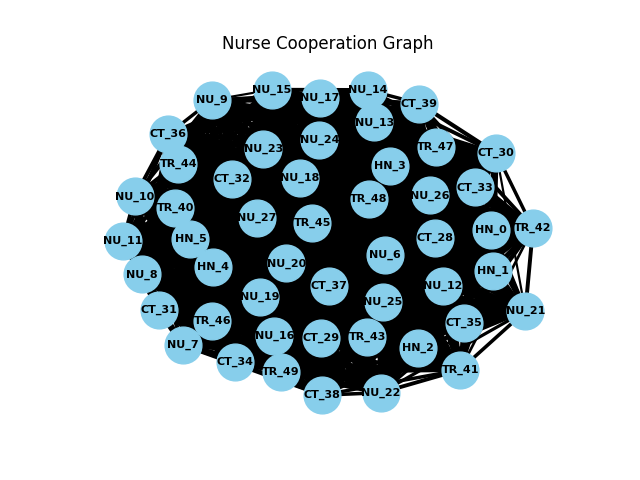 Nurse Cooperation Graph
NU_15
NU_14
NU_17
NU_9
CT_39
NU_13
CT_36
NU_24
TR_47
NU_23
CT_30
TR_44
HN_3
NU_18
CT_32
CT_33
NU_26
NU_10
TR_48
TR_40
NU_27
TR_45
TR_42
HN_0
CT_28
HN_5
NU_11
NU_6
NU_20
HN_4
HN_1
NU_8
CT_37
NU_12
NU_19
NU_25
CT_31
NU_21
TR_46
CT_35
NU_16
TR_43
CT_29
NU_7
HN_2
CT_34
TR_41
TR_49
NU_22
CT_38